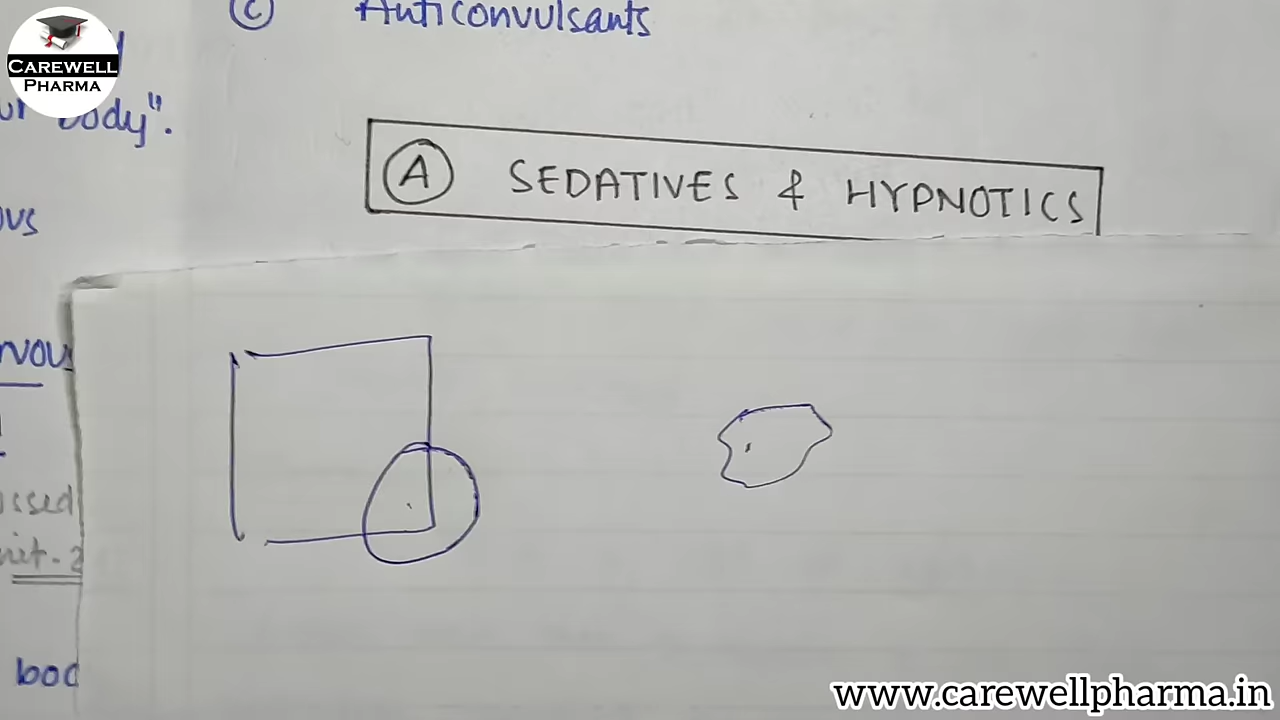 (C) Anticonvulsants
CAREWELL
PHARMA
body".
(A) SEDATIVES & HYPNOTICS
www.carewellpharma.in